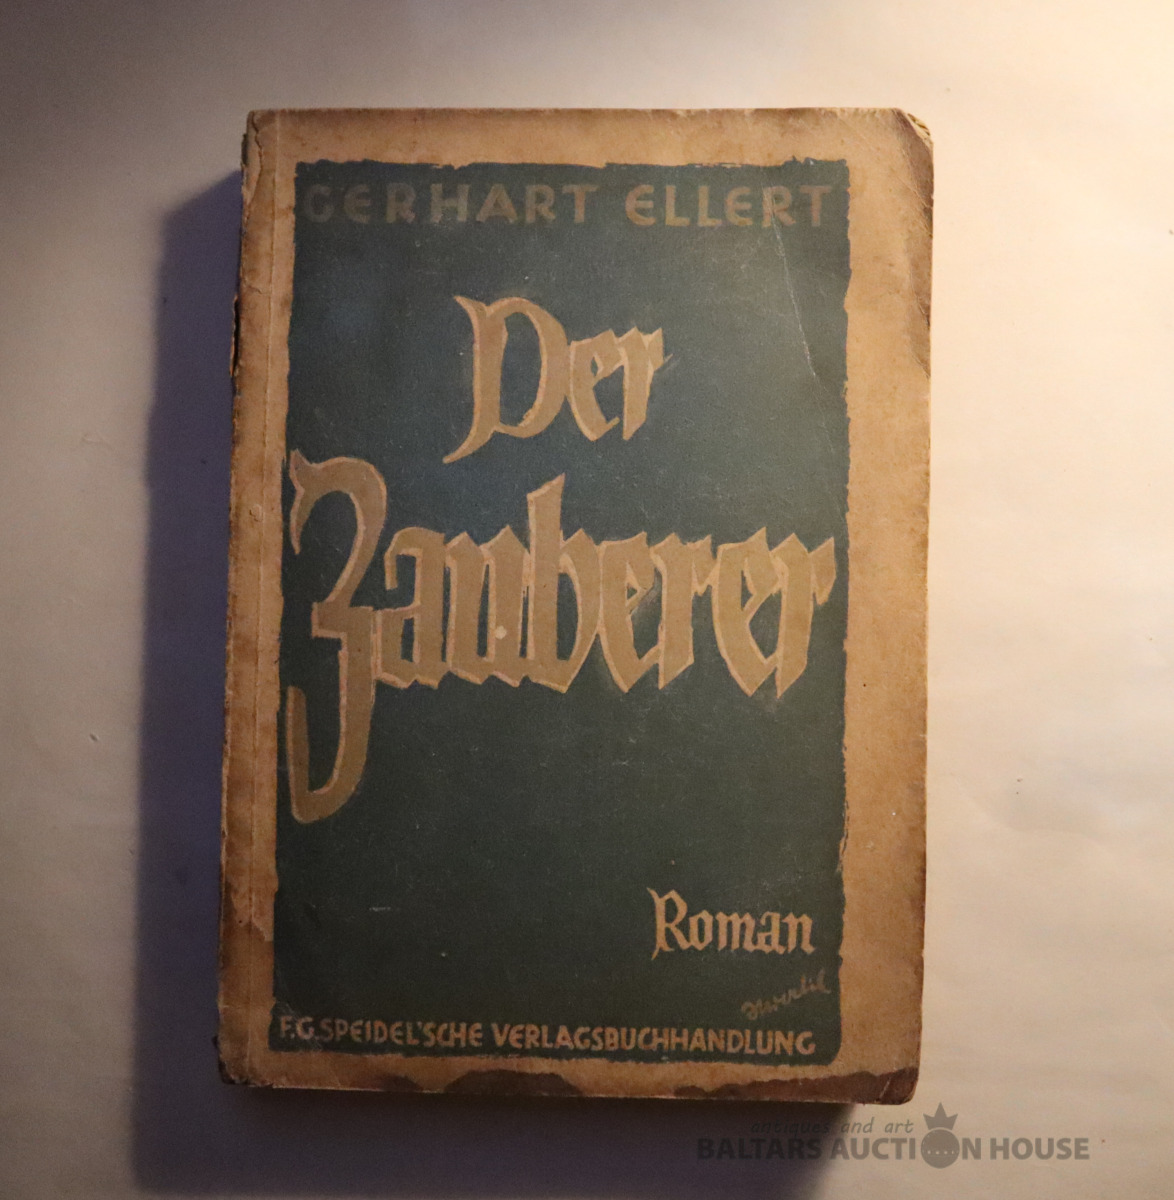 GERHART ELLERT
Der
Zauberer
Roman
F.G.SPEIDEL'SCHE VERLAGSBUCHHANDLUNG
antiques and art
BALTARS AUCTION HOUSE